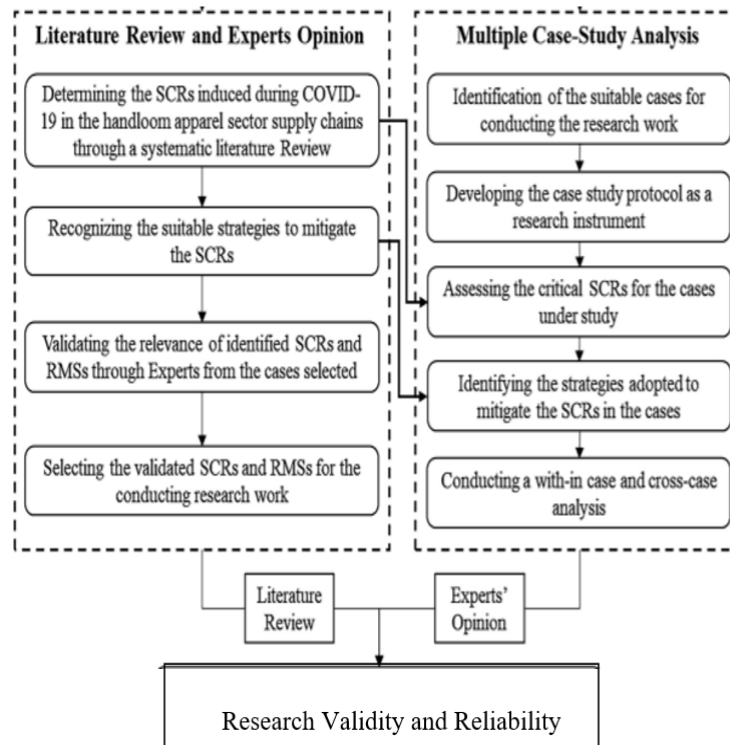 Literature Review and Experts Opinion
Determining the SCRs induced during COVID-
19 in the handloom apparel sector supply chains
through a systematic literature Review
Recognizing the suitable strategies to mitigate
the SCRs
Validating the relevance of identified SCRs and
RMSs through Experts from the cases selected
Selecting the validated SCRs and RMSs for the
conducting research work
Multiple Case-Study Analysis
Identification of the suitable cases for
conducting the research work
Developing the case study protocol as a
research instrument
Assessing the critical SCRs for the cases
under study
Identifying the strategies adopted to
mitigate the SCRs in the cases
Conducting a with-in case and cross-case
analysis
Literature
Review
Experts'
Opinion
Research Validity and Reliability